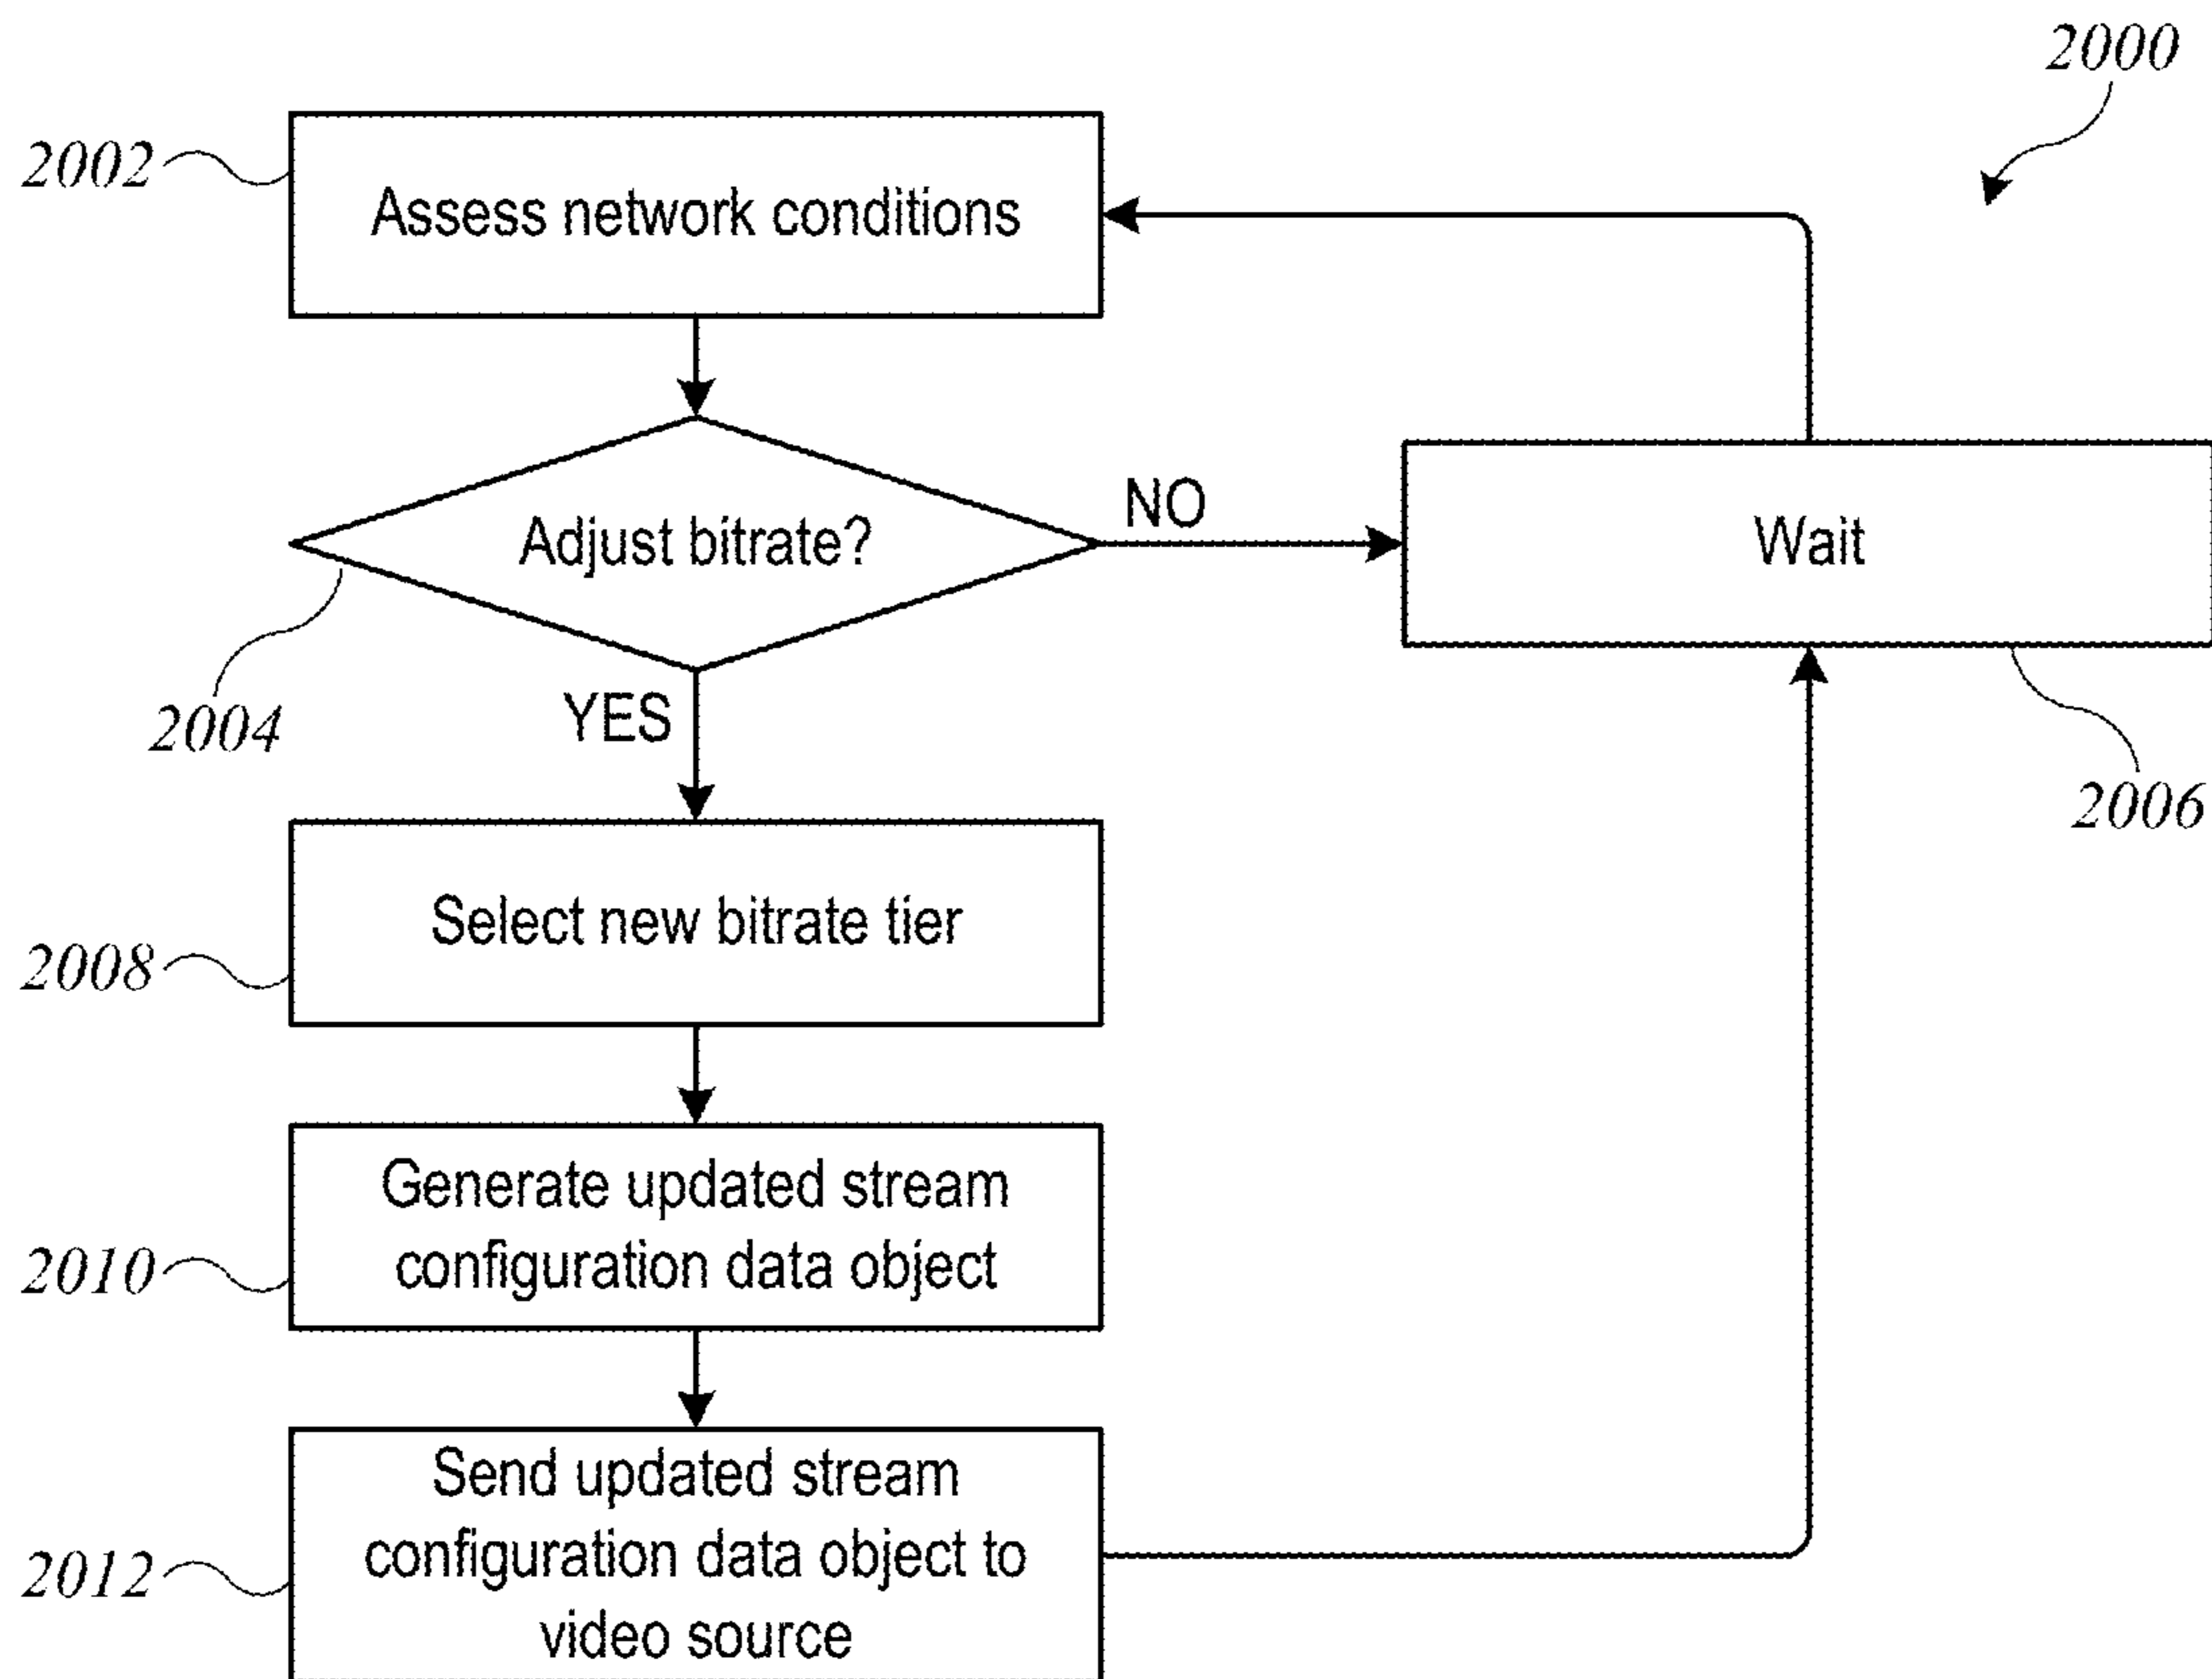 2000
2002
Assess network conditions
Adjust bitrate?
NO
Wait
2004
YES
2006
Select new bitrate tier
2008
Generate updated stream
configuration data object
2010
Send updated stream
configuration data object to
video source
2012